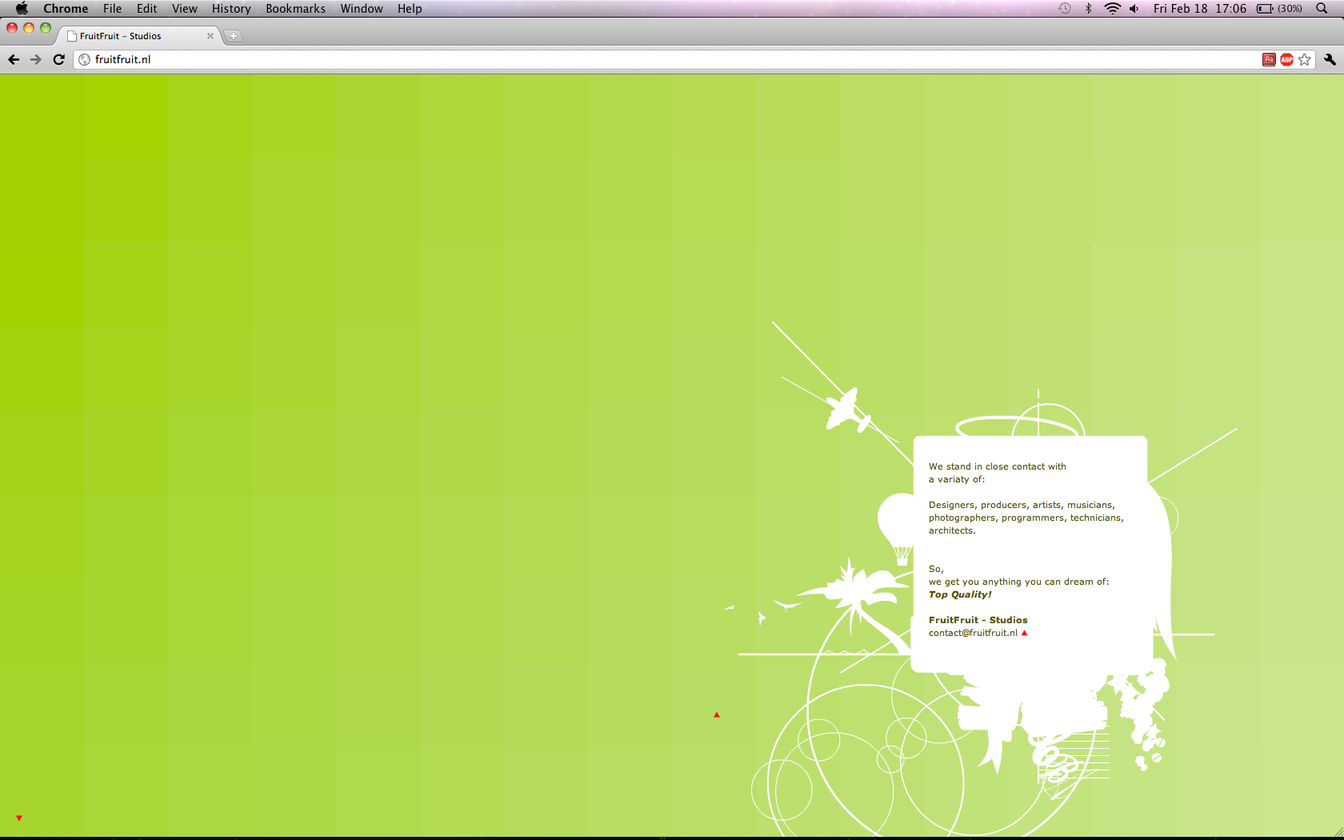 Chrome File Edit View History Bookmarks Window Help Fri Feb 18 17:06 (30%)
FruitFruit – Studios
fruitfruit.nl Aa ABP
We stand in close contact with
a variaty of:
Designers, producers, artists, musicians,
photographers, programmers, technicians,
architects.
So,
we get you anything you can dream of:
Top Quality!
FruitFruit - Studios
contact@fruitfruit.nl